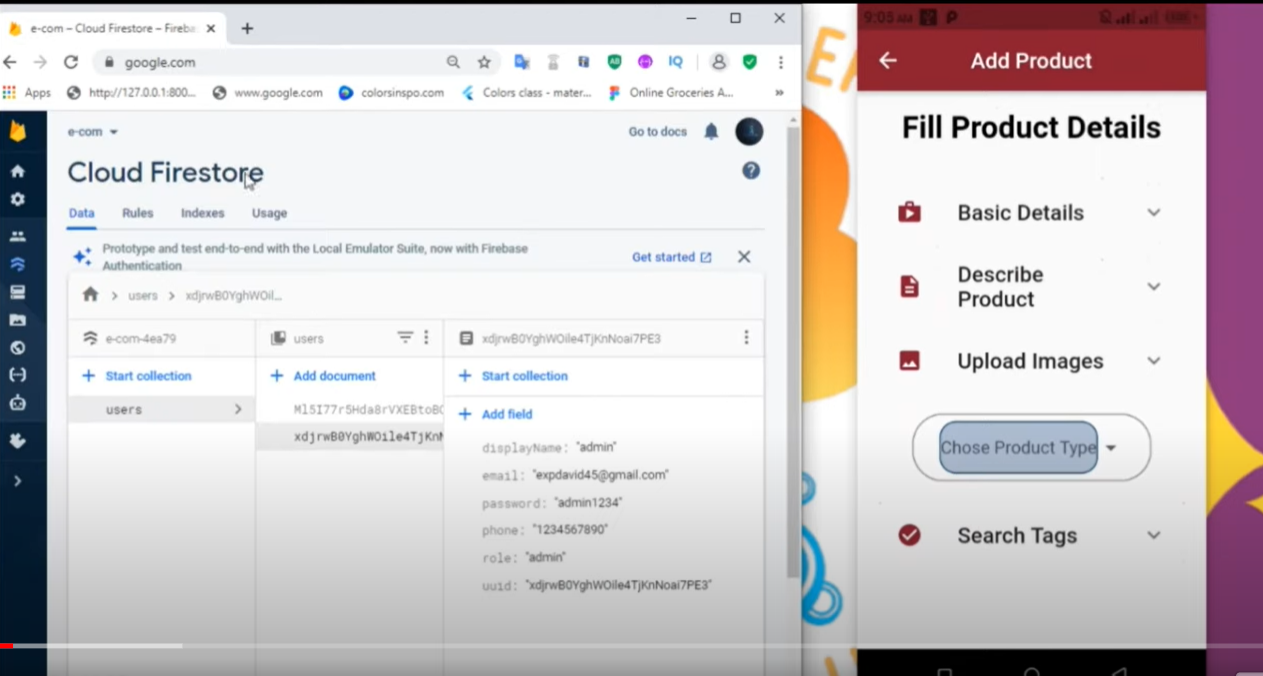 e-com – Cloud Firestore – Fireba
google.com
Apps
http://127.0.0.1:800...
www.google.com
colorsinspo.com
Colors class - mater...
Online Groceries A...
»
e-com
Go to docs
Cloud Firestore
Data
Rules
Indexes
Usage
Prototype and test end-to-end with the Local Emulator Suite, now with Firebase
Authentication
Get started
users
xdjrwB0YghWOil...
e-com-4ea79
users
xdjrwB0YghWOile4TjKnNoai7PE3
+ Start collection
+ Add document
+ Start collection
users
Ml5I77r5Hda8rVXEBtoBC
+ Add field
xdjrwB0YghWOile4TjKnN
displayName: "admin"
email: "expdavid45@gmail.com"
password: "admin1234"
phone: "1234567890"
role: "admin"
uuid: "xdjrwB0YghWOile4TjKnNoai7PE3"
9:05 AM
Add Product
Fill Product Details
Basic Details
Describe
Product
Upload Images
Chose Product Type
Search Tags